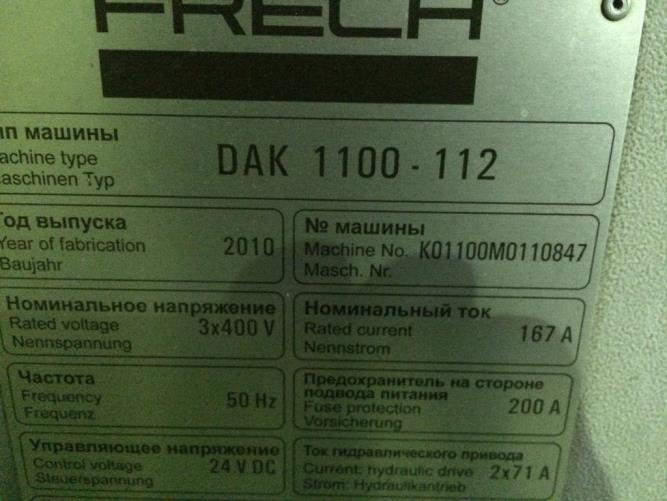 FRECH®
ип машины
achine type
aschinen Typ
DAK 1100 - 112
Год выпуска
Year of fabrication
Baujahr
2010
№ машины
Machine No.
Masch. Nr.
K01100M0110847
Номинальное напряжение
Rated voltage
Nennspannung
3x400 V
Номинальный ток
Rated current
Nennstrom
167 A
Частота
Frequency
Frequenz
50 Hz
Предохранитель на стороне
подвода питания
Fuse protection
Vorsicherung
200 A
Управляющее напряжение
Control voltage
Steuerspannung
24 V DC
Ток гидравлического привода
Current: hydraulic drive
Strom: Hydraulikantrieb
2x71 A